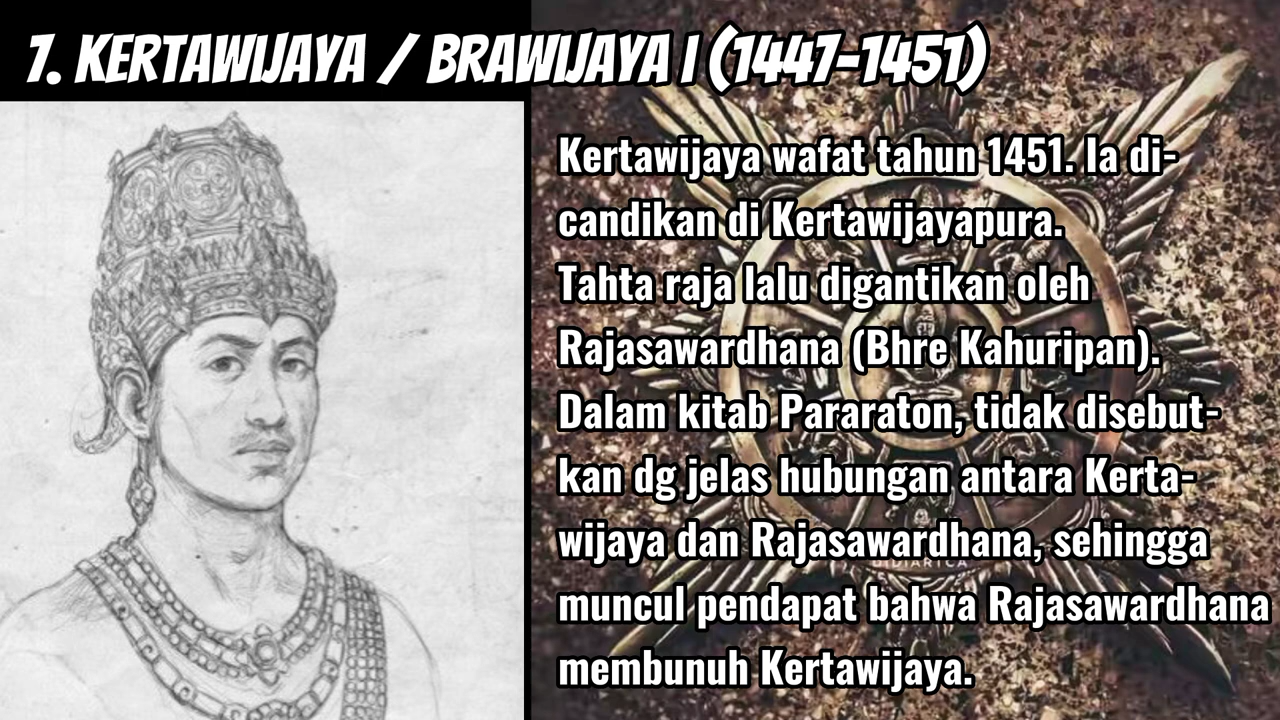 7. KERTAWIJAYA / BRAWIJAYA I (1447-1451)
Kertawijaya wafat tahun 1451. Ia di-
candikan di Kertawijayapura.
Tahta raja lalu digantikan oleh
Rajasawardhana (Bhre Kahuripan).
Dalam kitab Pararaton, tidak disebut-
kan dg jelas hubungan antara Kerta-
wijaya dan Rajasawardhana, sehingga
DIDIARTCA
muncul pendapat bahwa Rajasawardhana
membunuh Kertawijaya.